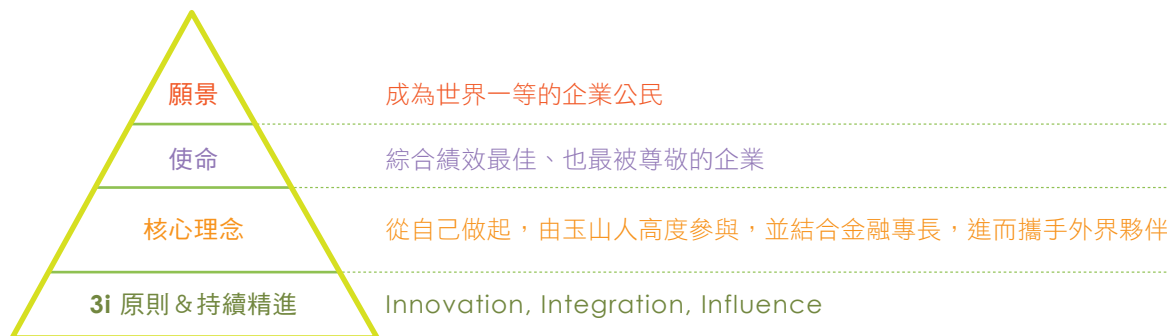 願景 成為世界一等的企業公民
使命 綜合績效最佳、也最被尊敬的企業
核心理念 從自己做起，由玉山人高度參與，並結合金融專長，進而攜手外界夥伴
3i 原則＆持續精進 Innovation, Integration, Influence